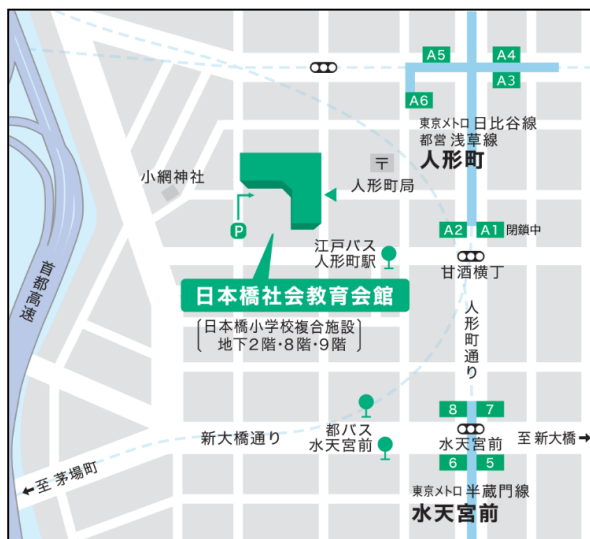 A5
A4
A3
A6
東京メトロ 日比谷線
都営 浅草線
人形町
〒
人形町局
小網神社
P
A2
A1
閉鎖中
江戸バス
人形町駅
甘酒横丁
日本橋社会教育会館
日本橋小学校複合施設
地下2階・8階・9階
首都高速
人形町通り
8
7
都バス
水天宮前
新大橋通り
水天宮前
至 新大橋→
6
5
←至 茅場町
東京メトロ 半蔵門線
水天宮前